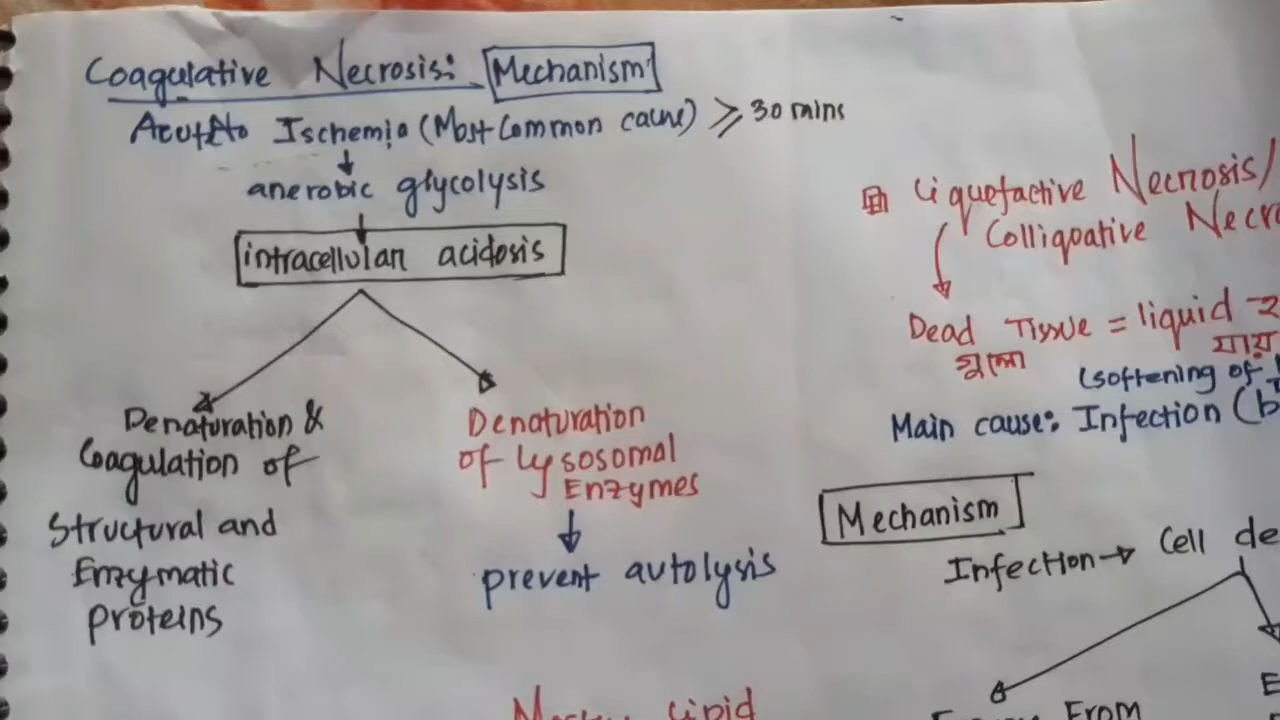 Coagulative Necrosis: Mechanism
Ischemia (Most Common cause) ≥ 30 mins
anerobic glycolysis
intracellular acidosis
Denaturation &
Coagulation of
Structural and
Enzymatic
proteins
Denaturation
of Lysosomal
Enzymes
prevent autolysis
Liquefactive Necrosis/
Colliquative Necr
Dead Tissue = liquid
গুলো যায়
(softening of
Main cause: Infection (b
Mechanism
Infection → Cell de
From
Lipid